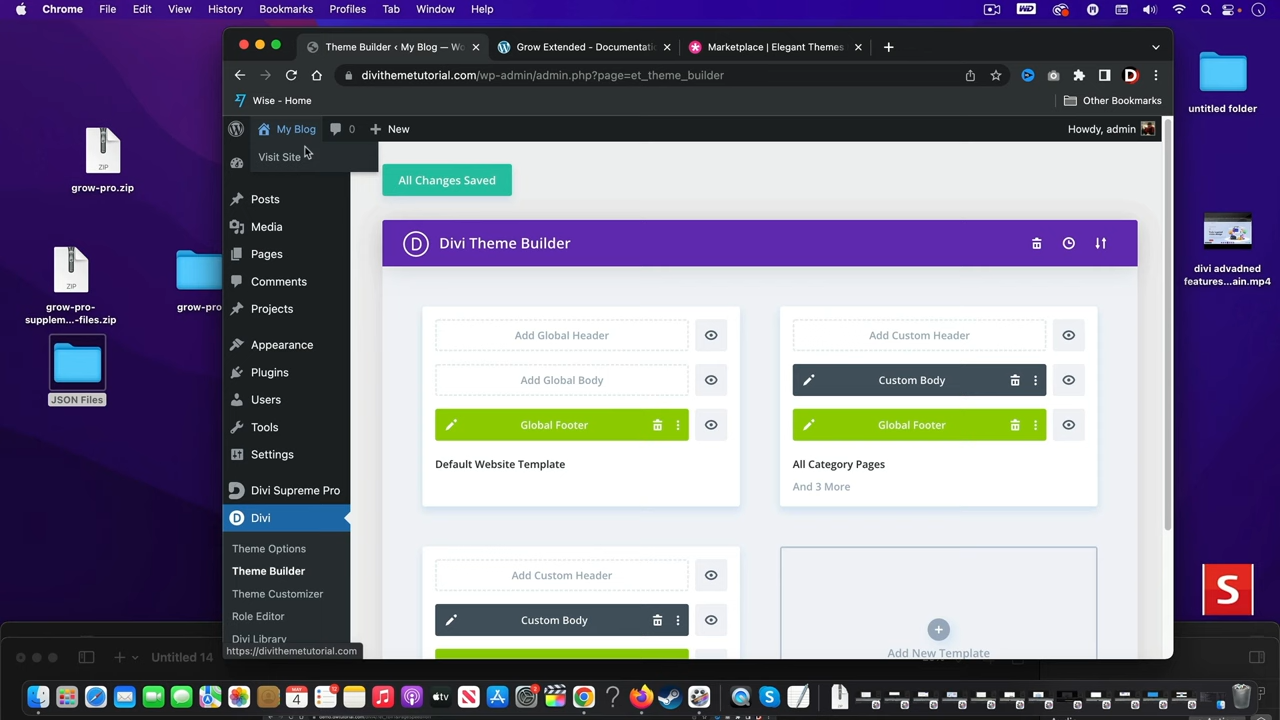 Chrome File Edit View History Bookmarks Profiles Tab Window Help
WD
MAY
4
Theme Builder ‹ My Blog — Wo
Grow Extended - Documentati
Marketplace | Elegant Themes
divithemetutorial.com/wp-admin/admin.php?page=et_theme_builder
Wise - Home
Other Bookmarks
My Blog
0
New
Howdy, admin
Visit Site
Posts
Media
Pages
Comments
Projects
Appearance
Plugins
Users
Tools
Settings
Divi Supreme Pro
Divi
Theme Options
Theme Builder
Theme Customizer
Role Editor
Divi Library
https://divithemetutorial.com
All Changes Saved
Divi Theme Builder
Add Global Header
Add Global Body
Global Footer
Default Website Template
Add Custom Header
Custom Body
Global Footer
All Category Pages
And 3 More
Add Custom Header
Custom Body
Add New Template
ZIP
grow-pro.zip
ZIP
grow-pro-
supplem...-files.zip
grow-pro
JSON Files
untitled folder
divi advadned
features...ain.mp4
Untitled 14